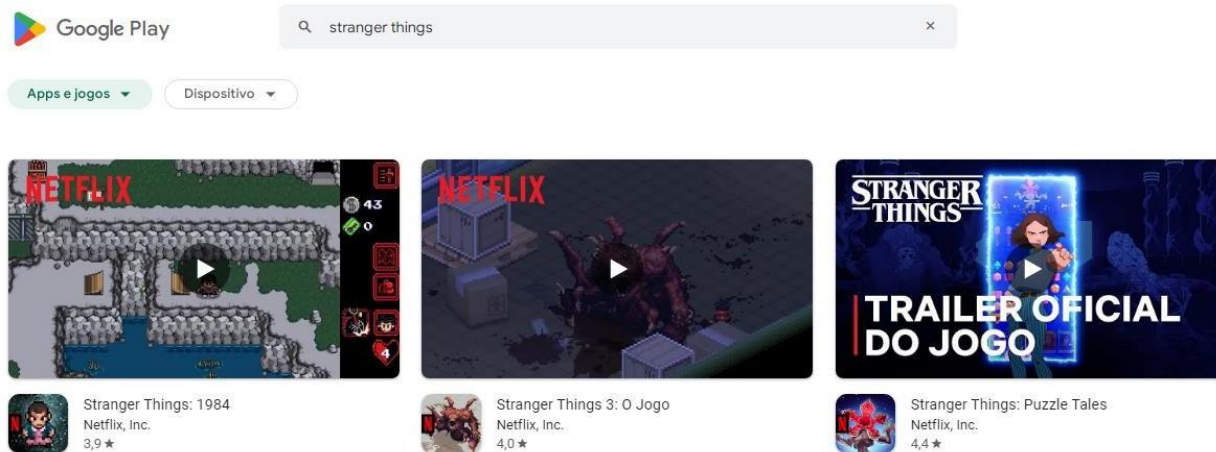 Google Play
stranger things
Apps e jogos
Dispositivo
NETFLIX
43
0
4
NETFLIX
STRANGER
THINGS
TRAILER OFICIAL
DO JOGO
N
Stranger Things: 1984
Netflix, Inc.
3,9 ★
N
Stranger Things 3: O Jogo
Netflix, Inc.
4,0 ★
N
Stranger Things: Puzzle Tales
Netflix, Inc.
4,4 ★